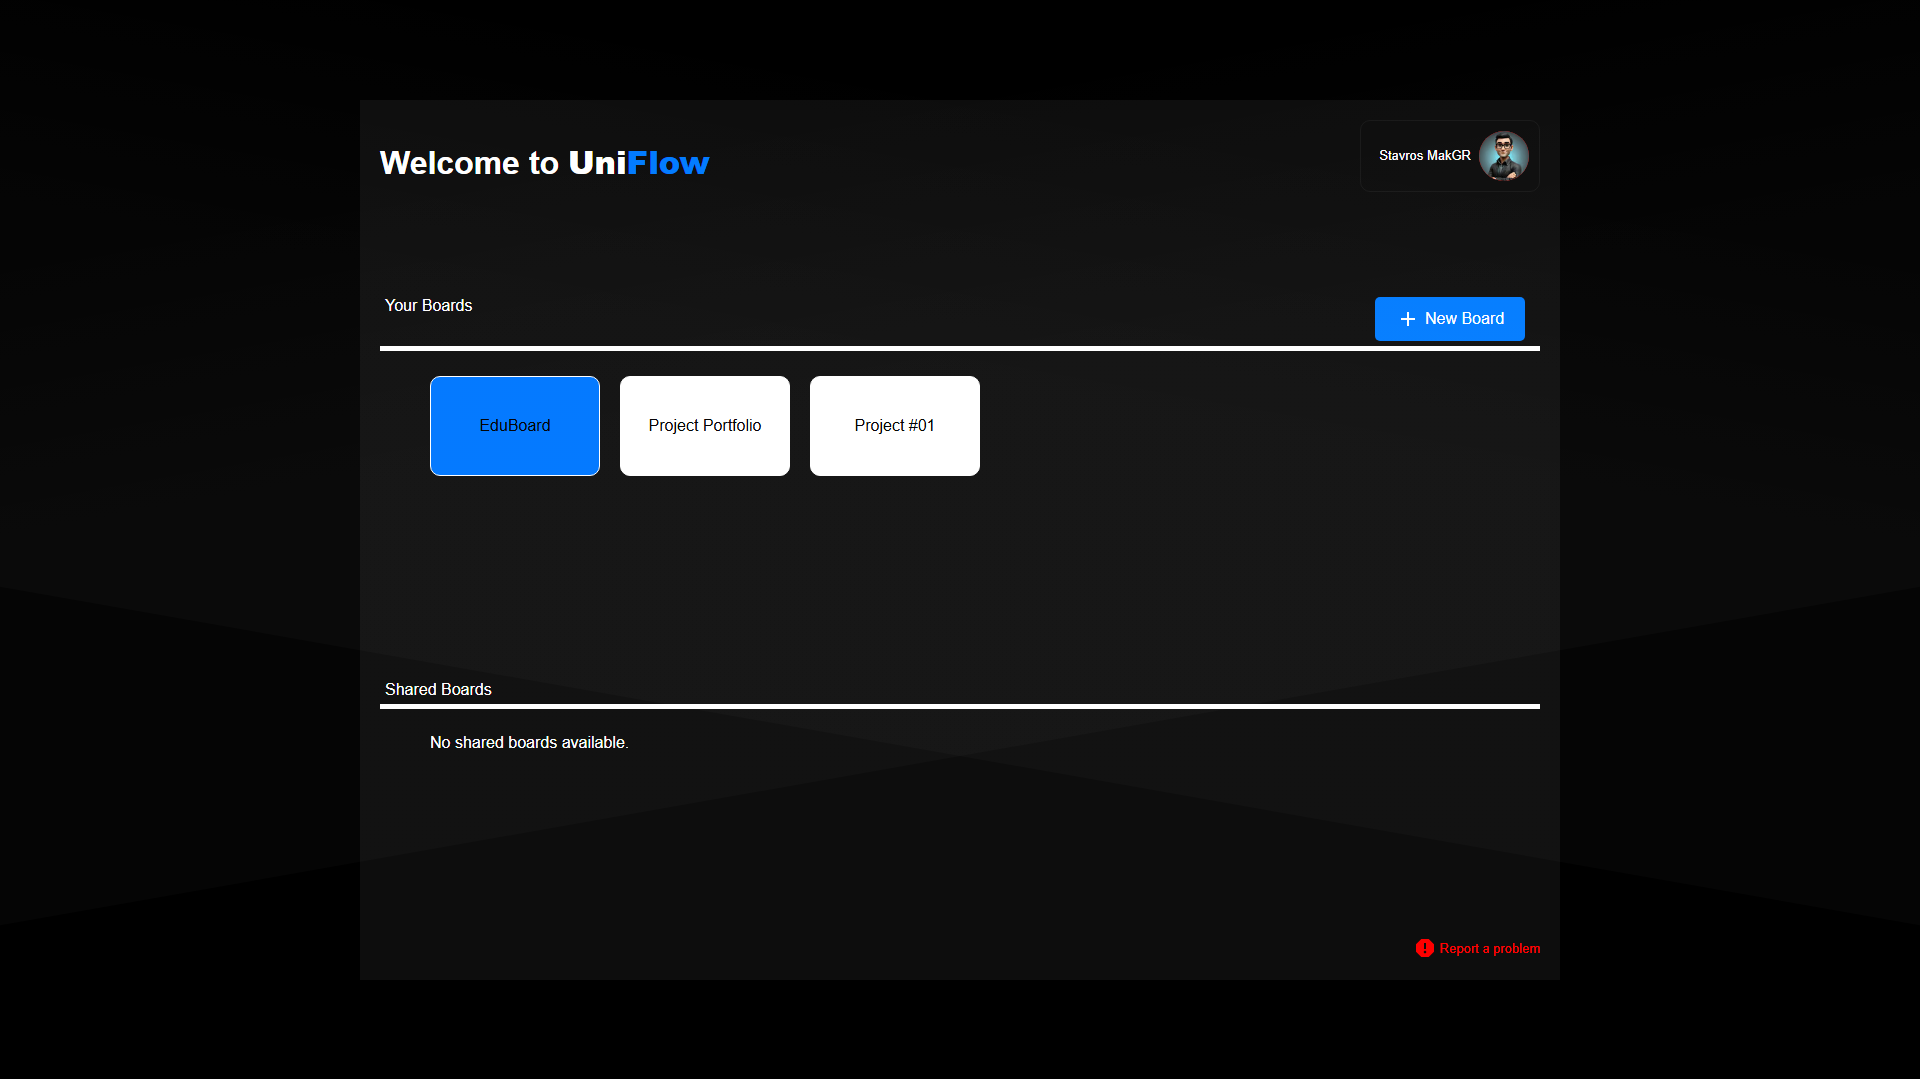 Welcome to UniFlow
Stavros MakGR
Your Boards
New Board
EduBoard
Project Portfolio
Project #01
Shared Boards
No shared boards available.
Report a problem